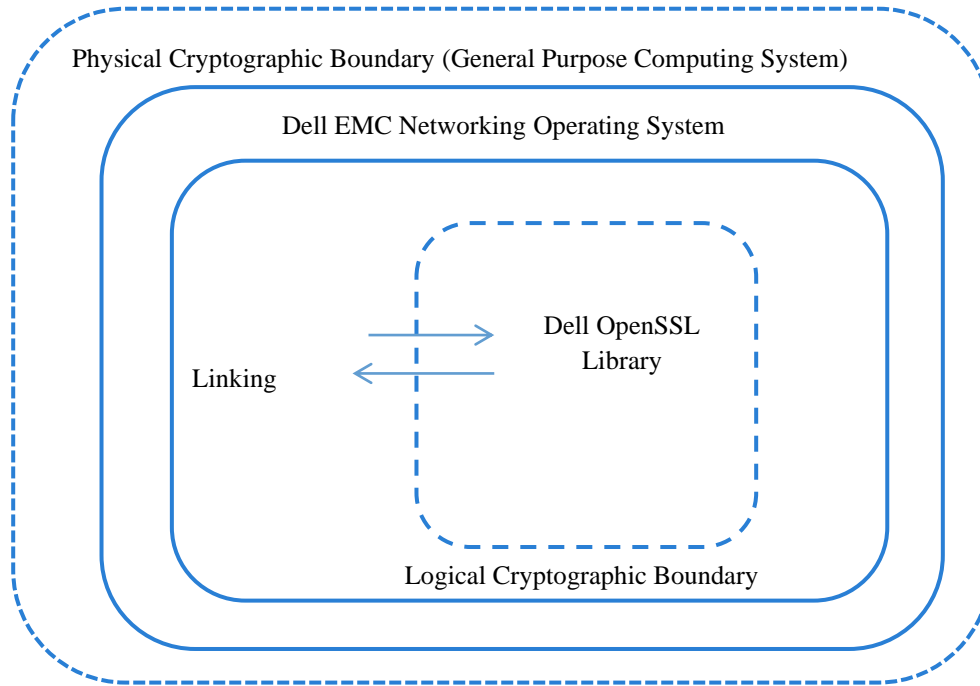 Physical Cryptographic Boundary (General Purpose Computing System)
Dell EMC Networking Operating System
Dell OpenSSL
Library
Linking
Logical Cryptographic Boundary